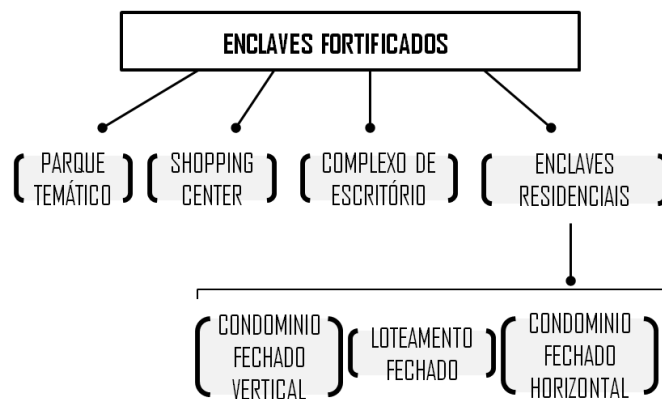 ENCLAVES FORTIFICADOS
PARQUE
TEMÁTICO
SHOPPING
CENTER
COMPLEXO DE
ESCRITÓRIO
ENCLAVES
RESIDENCIAIS
CONDOMINIO
FECHADO
VERTICAL
LOTEAMENTO
FECHADO
CONDOMINIO
FECHADO
HORIZONTAL